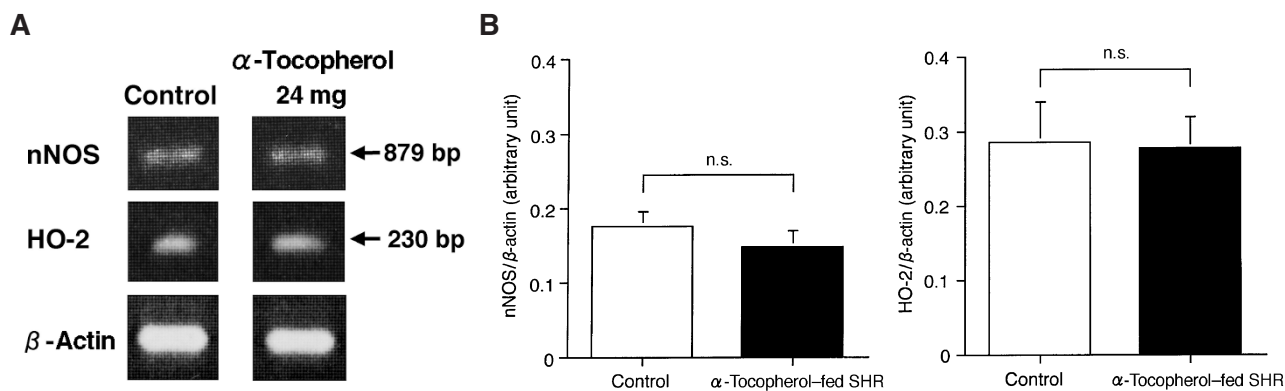 A
α-Tocopherol
Control 24 mg
nNOS 879 bp
HO-2 230 bp
β-Actin
B
0.4
0.3
0.2
0.1
0
nNOS/β-actin (arbitrary unit)
n.s.
Control α-Tocopherol–fed SHR
0.4
0.3
0.2
0.1
0
HO-2/β-actin (arbitrary unit)
n.s.
Control α-Tocopherol–fed SHR